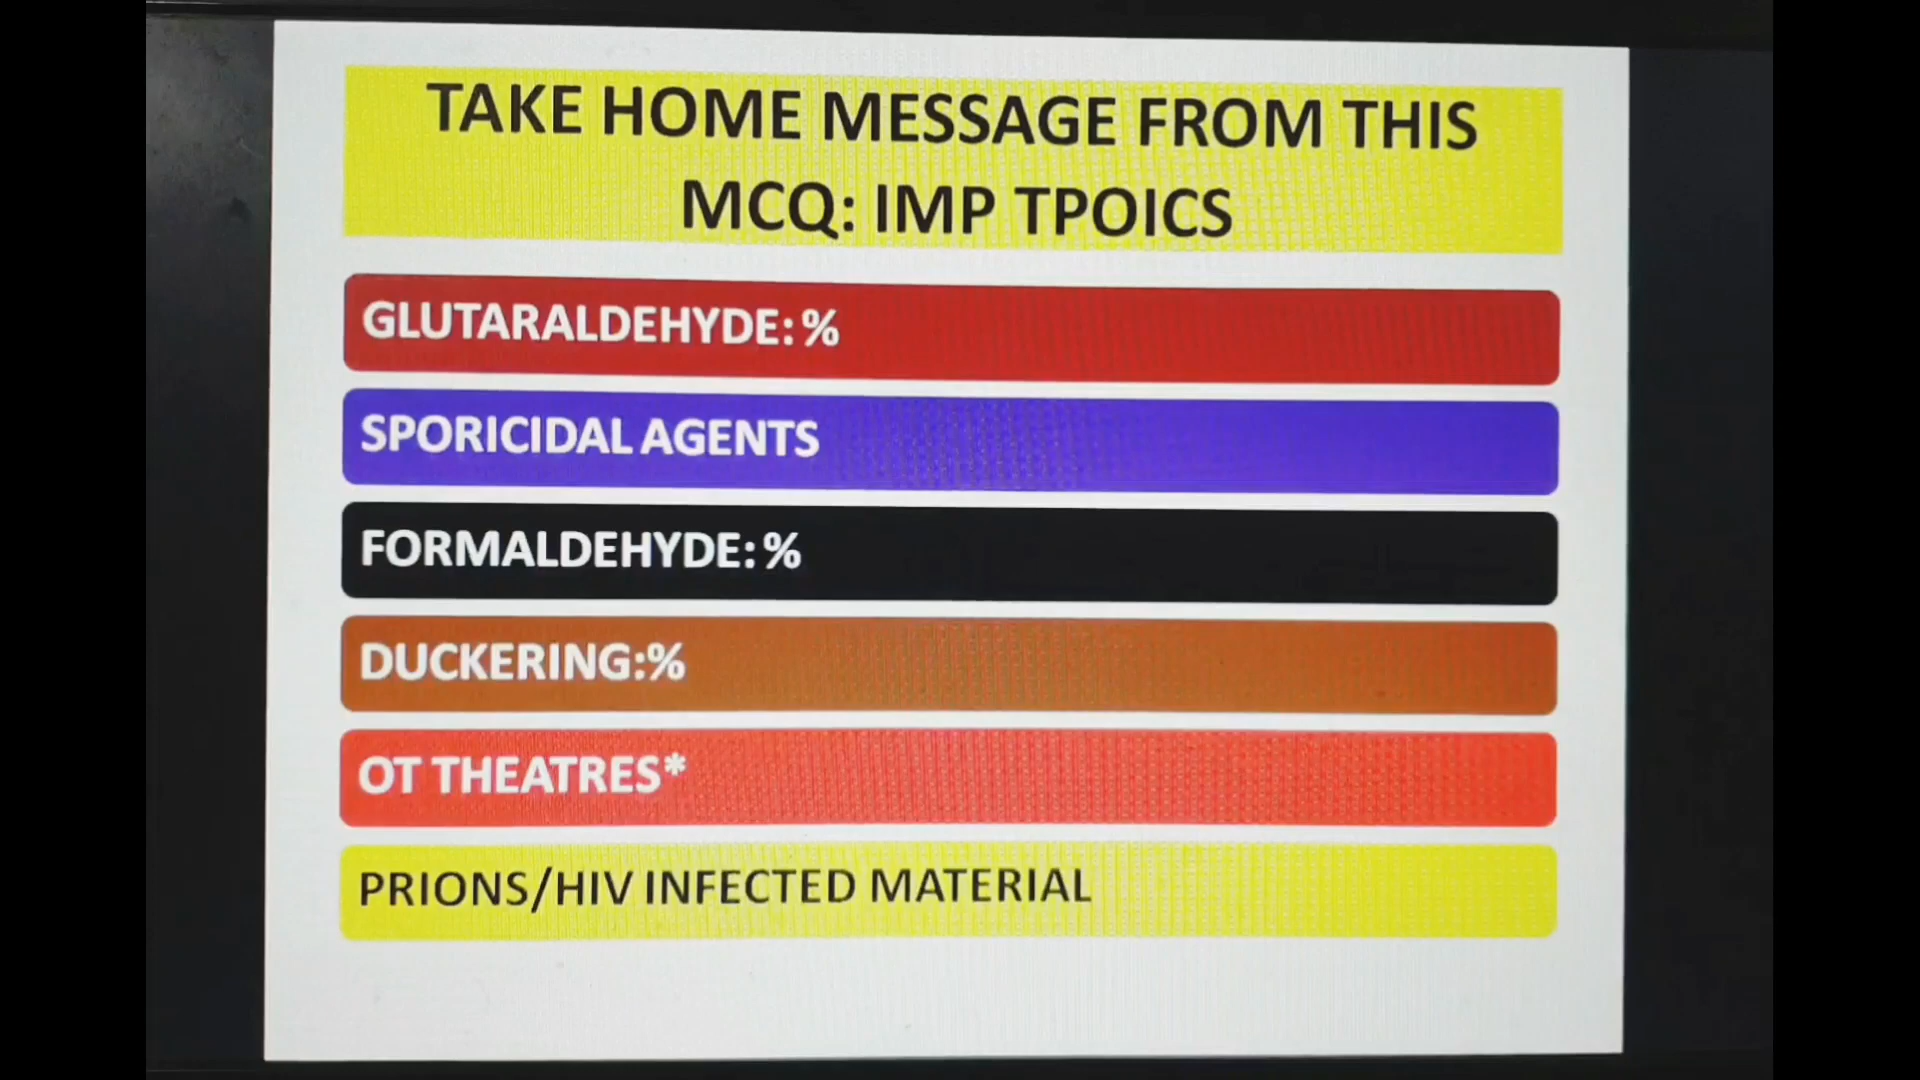 TAKE HOME MESSAGE FROM THIS
MCQ: IMP TPOICS
GLUTARALDEHYDE: %
SPORICIDAL AGENTS
FORMALDEHYDE: %
DUCKERING:%
OT THEATRES*
PRIONS/HIV INFECTED MATERIAL